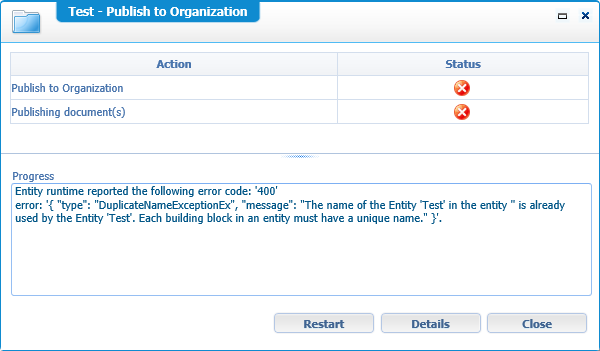 Test - Publish to Organization
Action Status
Publish to Organization
Publishing document(s)
Progress
Entity runtime reported the following error code: '400'
error: '{ "type": "DuplicateNameExceptionEx", "message": "The name of the Entity 'Test' in the entity '' is already
used by the Entity 'Test'. Each building block in an entity must have a unique name." }'.
Restart Details Close